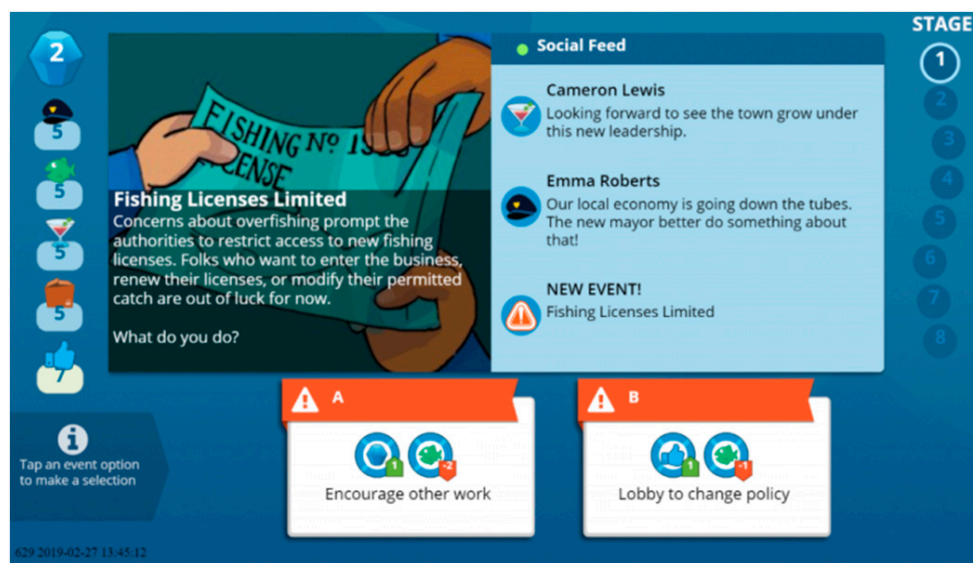 STAGE
2
1
2
3
4
5
6
7
8
5
5
5
5
7
FISHING Nº
LICENSE
Fishing Licenses Limited
Concerns about overfishing prompt the
authorities to restrict access to new fishing
licenses. Folks who want to enter the business,
renew their licenses, or modify their permitted
catch are out of luck for now.
What do you do?
Social Feed
Cameron Lewis
Looking forward to see the town grow under
this new leadership.
Emma Roberts
Our local economy is going down the tubes.
The new mayor better do something about
that!
NEW EVENT!
Fishing Licenses Limited
i
Tap an event option
to make a selection
A
1
-2
Encourage other work
B
1
-1
Lobby to change policy
629 2019-02-27 13:45:12